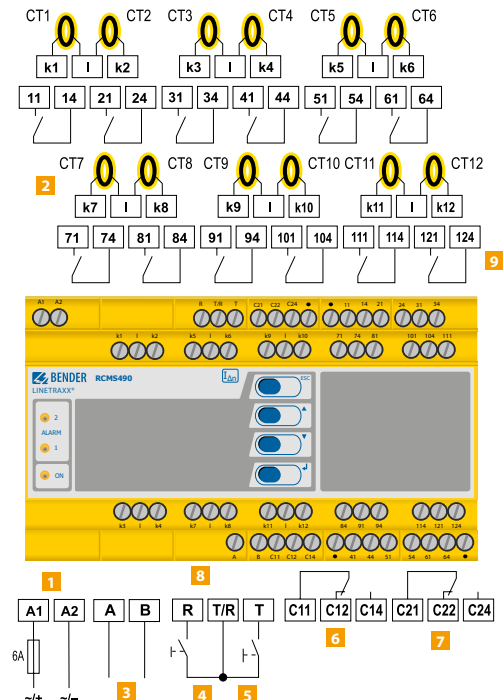 CT1 CT2 CT3 CT4 CT5 CT6
k1 l k2 k3 l k4 k5 l k6
11 14 21 24 31 34 41 44 51 54 61 64
2 CT7 CT8 CT9 CT10 CT11 CT12
k7 l k8 k9 l k10 k11 l k12
71 74 81 84 91 94 101 104 111 114 121 124
9
A1 A2 R T/R T C21 C22 C24 ● ● 11 14 21 24 31 34
k1 l k2 k5 l k6 k9 l k10 71 74 81 101 104 111
BENDER RCMS490 IΔn ESC
LINETRAXX®
▲
2
ALARM
1
▼
ON
↲
k3 l k4 k7 l k8 k11 l k12 84 91 94 114 121 124
A B C11 C12 C14 ● 41 44 51 54 61 64 ●
1 8
A1 A2 A B R T/R T C11 C12 C14 C21 C22 C24
6 7
6A
~/+ ~/− 3 4 5